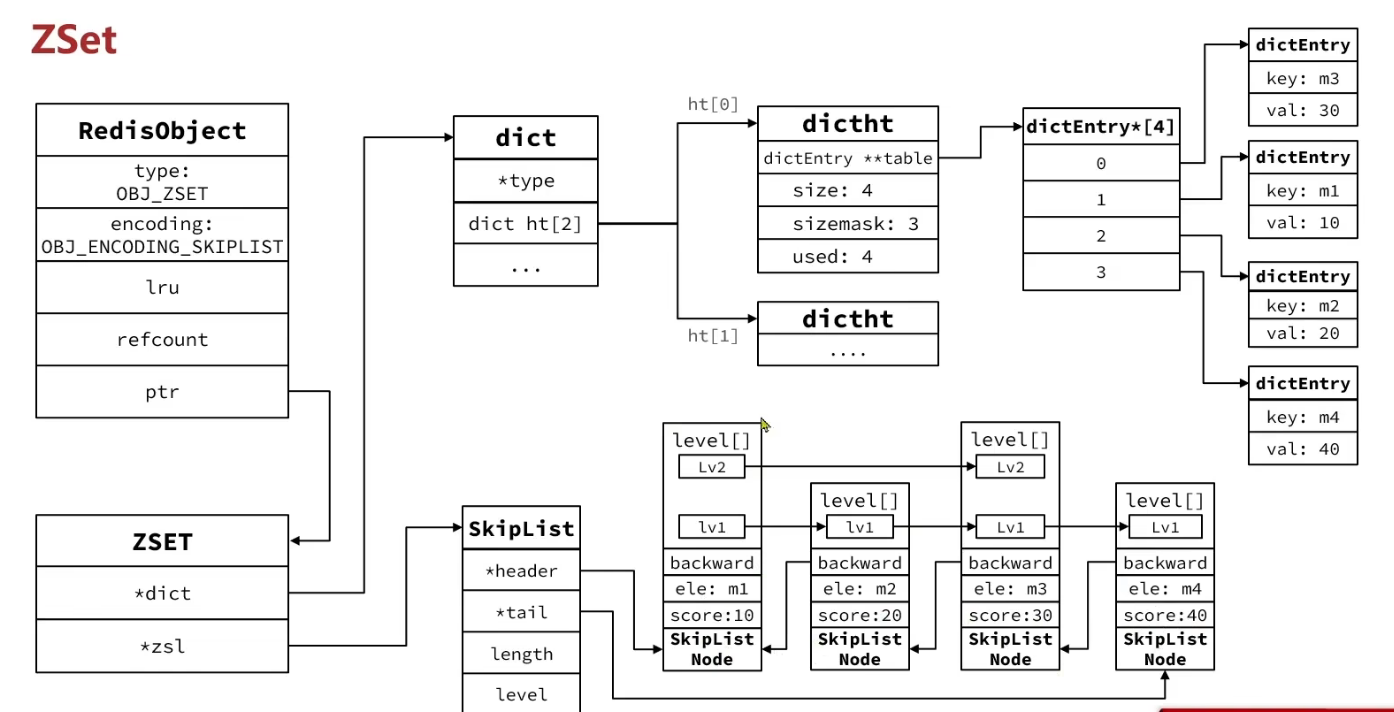 ZSet
RedisObject
type:
OBJ_ZSET
encoding:
OBJ_ENCODING_SKIPLIST
lru
refcount
ptr
ZSET
*dict
*zsl
dict
*type
dict ht[2]
...
ht[0]
ht[1]
dictht
dictEntry **table
size: 4
sizemask: 3
used: 4
dictht
....
dictEntry*[4]
0
1
2
3
dictEntry
key: m3
val: 30
dictEntry
key: m1
val: 10
dictEntry
key: m2
val: 20
dictEntry
key: m4
val: 40
SkipList
*header
*tail
length
level
level[]
Lv2
lv1
backward
ele: m1
score:10
SkipList
Node
level[]
lv1
backward
ele: m2
score:20
SkipList
Node
level[]
Lv2
Lv1
backward
ele: m3
score:30
SkipList
Node
level[]
Lv1
backward
ele: m4
score:40
SkipList
Node